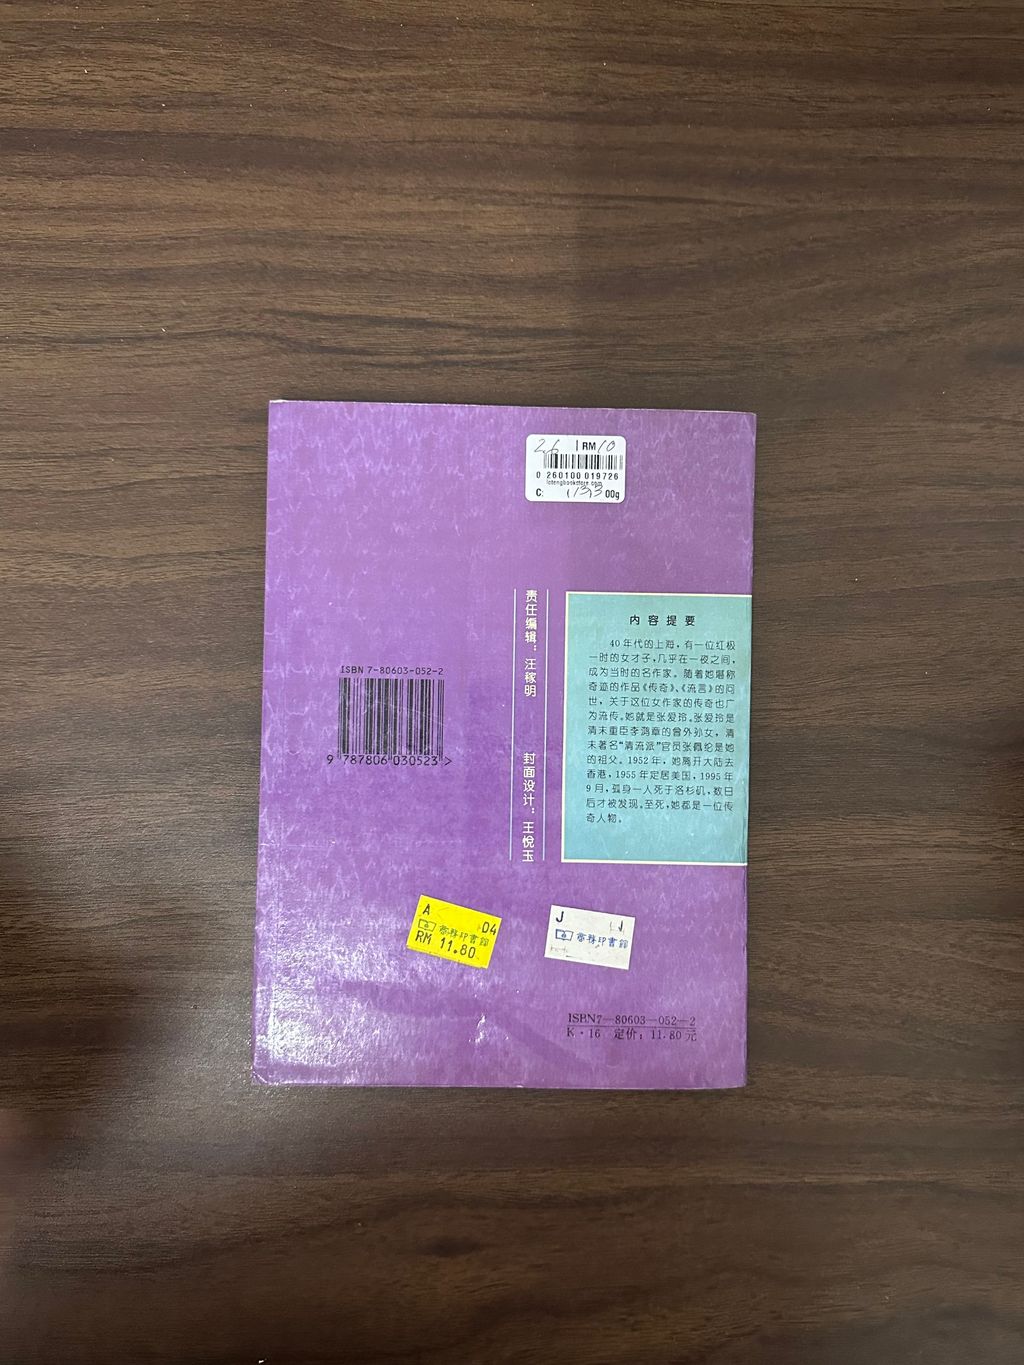 2.6 RM10
0 260100 019726
lotengbookstore.com
C: 00g
内容提要
40年代的上海，有一位红极
一时的女才子，几乎在一夜之间，
成为当时的名作家。随着她堪称
奇迹的作品《传奇》、《流言》的问
世，关于这位女作家的传奇也广
为流传。她就是张爱玲。张爱玲是
清末重臣李鸿章的曾外孙女，清
末著名“清流派”官员张佩纶是她
的祖父。1952年，她离开大陆去
香港，1955年定居美国，1995年
9月，孤身一人死于洛杉矶，数日
后才被发现。至死，她都是一位传
奇人物。
责任编辑：汪稼明
封面设计：王悦玉
ISBN 7-80603-052-2
9 787806 030523 >
A 04
商務印書館
RM 11.80
J
商務印書館
ISBN7—80603—052—2
K·16 定价：11.80元